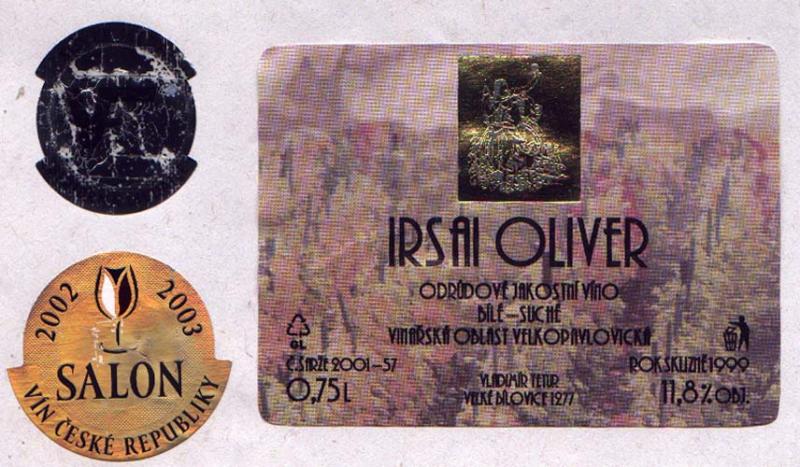 2002 2003
SALON
VÍN ČESKÉ REPUBLIKY
IRSAI OLIVER
ODRŮDOVÉ JAKOSTNÍ VÍNO
BÍLÉ–SUCHÉ
VINAŘSKÁ OBLAST VELKOPAVLOVICKÁ
GL
Č.ŠARŽE 2001–57
ROK SKLIZNĚ 1999
0,75 L
VLADIMÍR TETUR
VELKÉ BÍLOVICE 1277
11,8% OBJ.